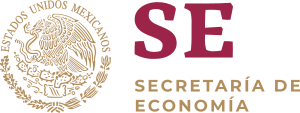 ESTADOS UNIDOS MEXICANOS
SE
SECRETARÍA DE
ECONOMÍA